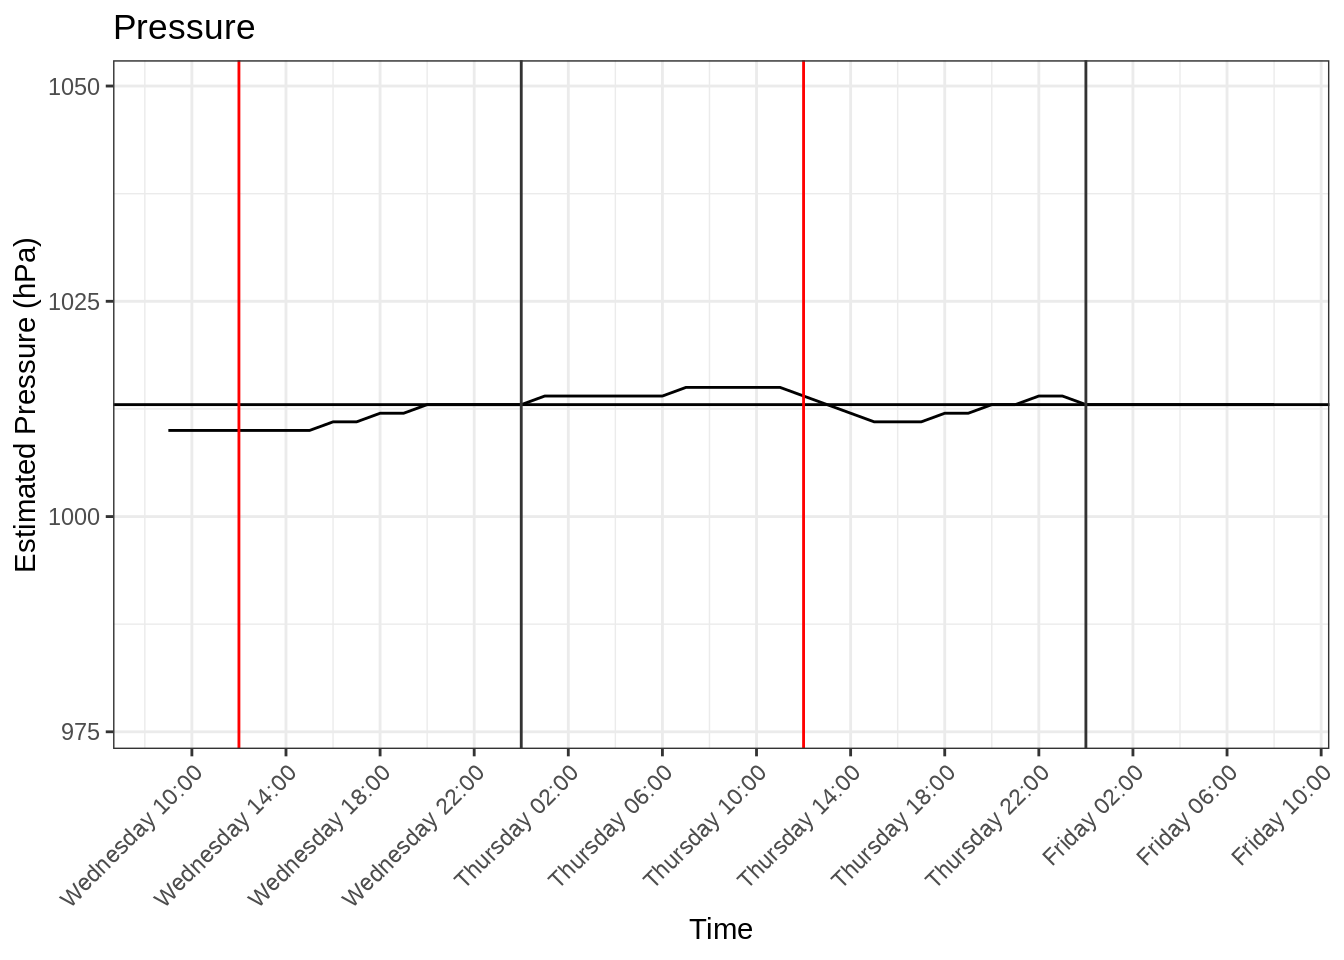 Pressure
1050
1025
1000
975
Estimated Pressure (hPa)
Wednesday 10:00
Wednesday 14:00
Wednesday 18:00
Wednesday 22:00
Thursday 02:00
Thursday 06:00
Thursday 10:00
Thursday 14:00
Thursday 18:00
Thursday 22:00
Friday 02:00
Friday 06:00
Friday 10:00
Time